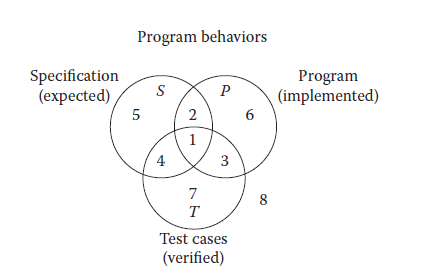 Program behaviors
Specification
(expected)
Program
(implemented)
S
P
5
2
6
1
4
3
7
8
T
Test cases
(verified)